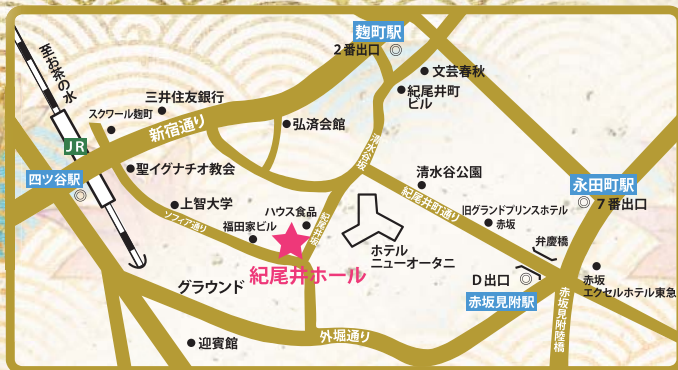 至お茶の水
麹町駅
２番出口
文芸春秋
紀尾井町
ビル
三井住友銀行
スクワール麹町
新宿通り
弘済会館
清水谷坂
JR
四ツ谷駅
聖イグナチオ教会
清水谷公園
永田町駅
７番出口
上智大学
ソフィア通り
福田家ビル
ハウス食品
紀尾井坂
紀尾井町通り
旧グランドプリンスホテル
赤坂
弁慶橋
ホテル
ニューオータニ
紀尾井ホール
グラウンド
Ｄ出口
赤坂見附駅
赤坂
エクセルホテル東急
赤坂見附陸橋
外堀通り
迎賓館